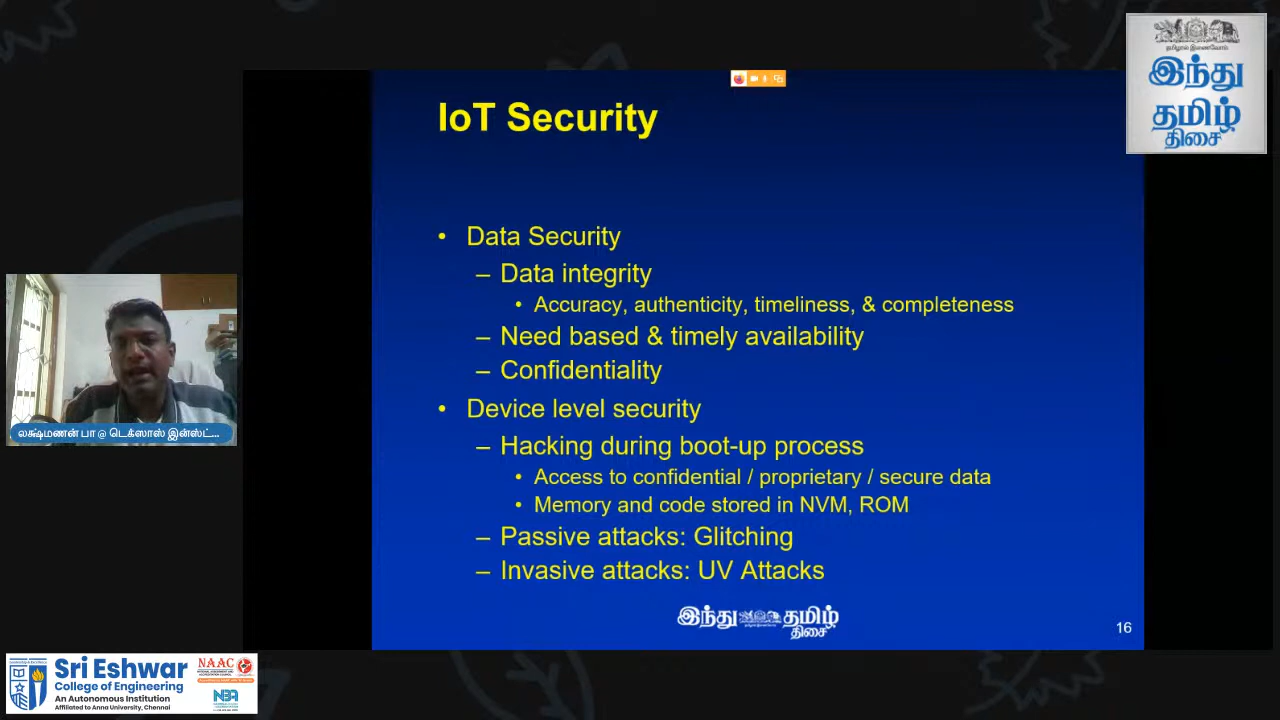 IoT Security
• Data Security
– Data integrity
• Accuracy, authenticity, timeliness, & completeness
– Need based & timely availability
– Confidentiality
• Device level security
– Hacking during boot-up process
• Access to confidential / proprietary / secure data
• Memory and code stored in NVM, ROM
– Passive attacks: Glitching
– Invasive attacks: UV Attacks
இந்து தமிழ் திசை
16
தமிழால் இணைவோம்
இந்து
தமிழ்
திசை
லக்ஷ்மணன் பா @ டெக்ஸாஸ் இன்ஸ்ட்...
Sri Eshwar
College of Engineering
An Autonomous Institution
Affiliated to Anna University, Chennai
NAAC
NBA